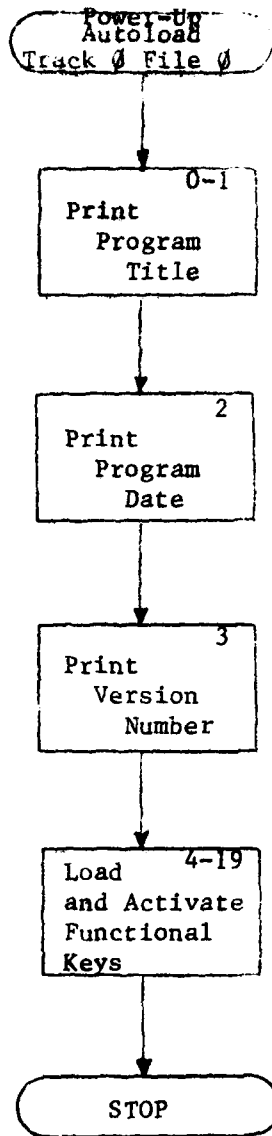 Power-Up
Autoload
Track Ø File Ø
0-1
Print
Program
Title
2
Print
Program
Date
3
Print
Version
Number
4-19
Load
and Activate
Functional
Keys
STOP